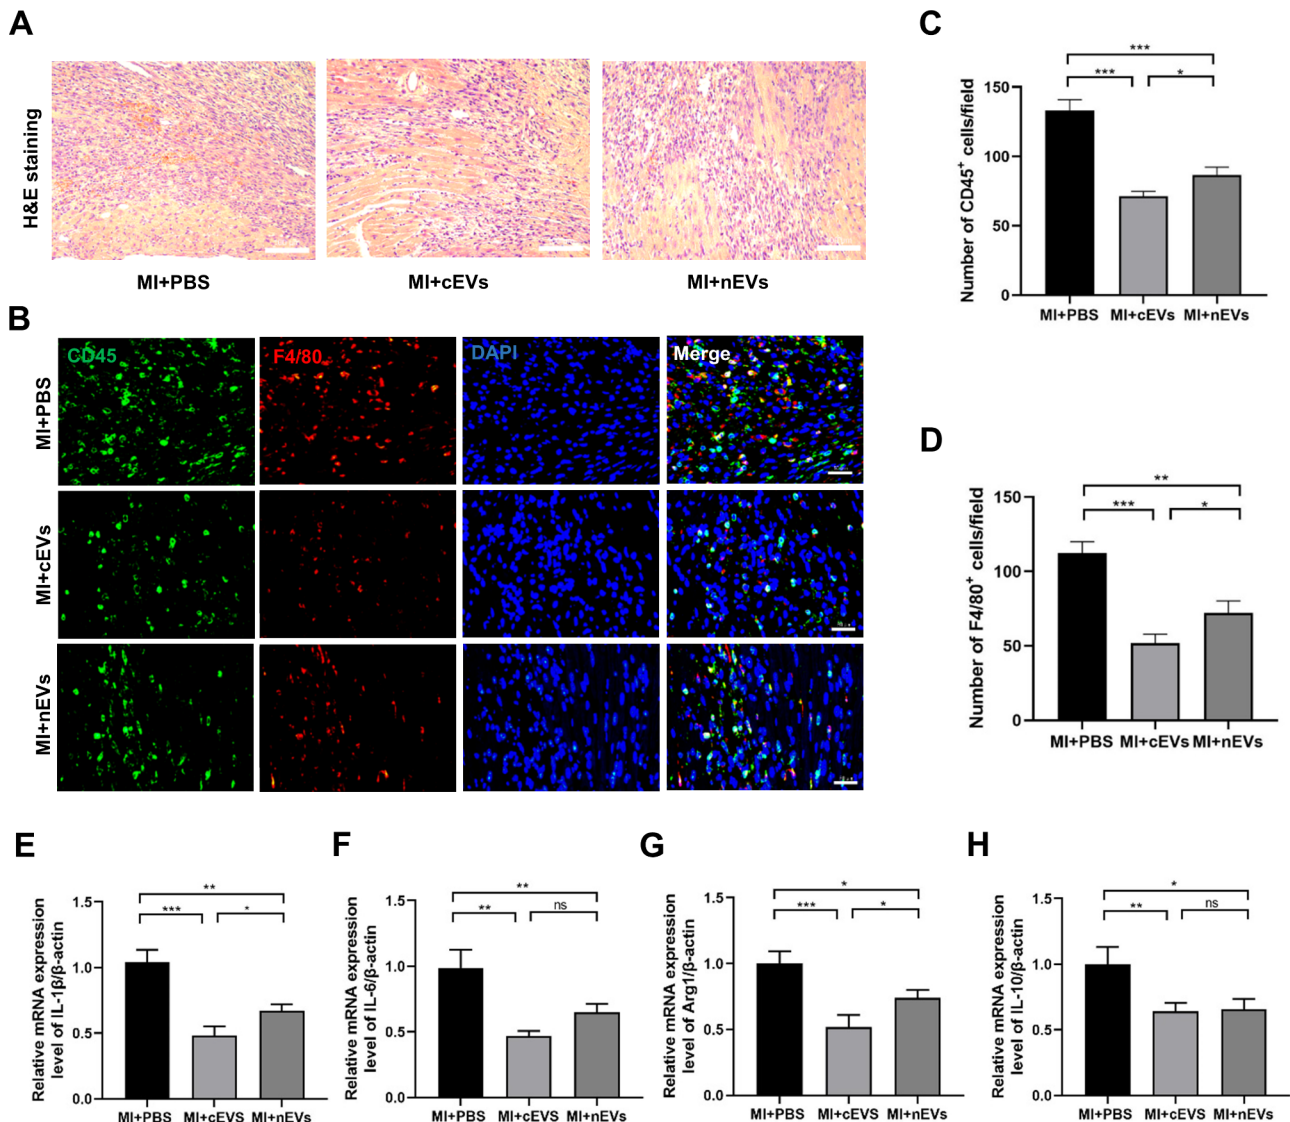 A
H&E staining
MI+PBS
MI+cEVs
MI+nEVs
B
CD45
F4/80
DAPI
Merge
MI+PBS
MI+cEVs
MI+nEVs
C
Number of CD45+ cells/field
150
100
50
0
***
***
*
MI+PBS
MI+cEVs
MI+nEVs
D
Number of F4/80+ cells/field
150
100
50
0
**
***
*
MI+PBS
MI+cEVs
MI+nEVs
E
Relative mRNA expression
level of IL-1β/β-actin
1.5
1.0
0.5
0.0
**
***
*
MI+PBS
MI+cEVS
MI+nEVs
F
Relative mRNA expression
level of IL-6/β-actin
1.5
1.0
0.5
0.0
**
**
ns
MI+PBS
MI+cEVS
MI+nEVs
G
Relative mRNA expression
level of Arg1/β-actin
1.5
1.0
0.5
0.0
*
***
*
MI+PBS
MI+cEVS
MI+nEVs
H
Relative mRNA expression
level of IL-10/β-actin
1.5
1.0
0.5
0.0
*
**
ns
MI+PBS
MI+cEVS
MI+nEVs